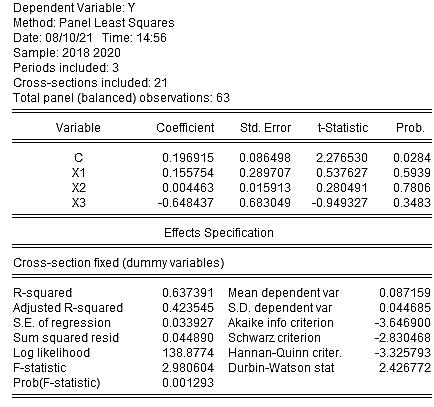 Dependent Variable: Y
Method: Panel Least Squares
Date: 08/10/21 Time: 14:56
Sample: 2018 2020
Periods included: 3
Cross-sections included: 21
Total panel (balanced) observations: 63
Variable Coefficient Std. Error t-Statistic Prob.
C 0.196915 0.086498 2.276530 0.0284
X1 0.155754 0.289707 0.537627 0.5939
X2 0.004463 0.015913 0.280491 0.7806
X3 -0.648437 0.683049 -0.949327 0.3483
Effects Specification
Cross-section fixed (dummy variables)
R-squared 0.637391 Mean dependent var 0.087159
Adjusted R-squared 0.423545 S.D. dependent var 0.044685
S.E. of regression 0.033927 Akaike info criterion -3.646900
Sum squared resid 0.044890 Schwarz criterion -2.830468
Log likelihood 138.8774 Hannan-Quinn criter. -3.325793
F-statistic 2.980604 Durbin-Watson stat 2.426772
Prob(F-statistic) 0.001293